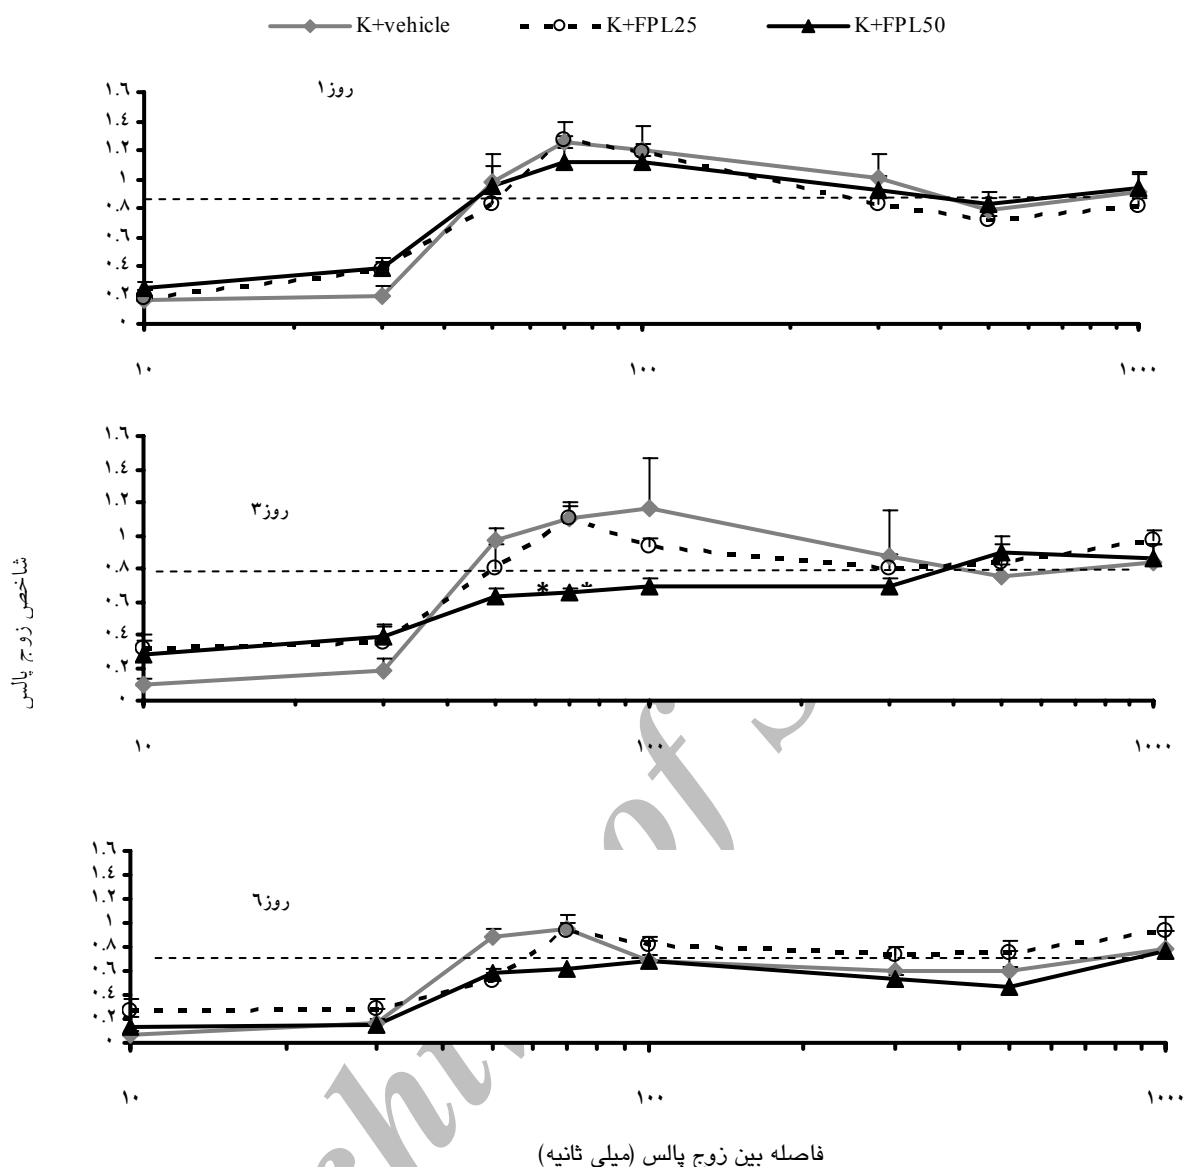 K+vehicle K+FPL25 K+FPL50
روز۱
۱.٦
۱.٤
۱.۲
۱
۰.۸
۰.٦
۰.٤
۰.۲
۰
۱۰ ۱۰۰ ۱۰۰۰
روز۳
۱.٦
۱.٤
۱.۲
۱
۰.۸
۰.٦
۰.٤
۰.۲
۰
* *
۱۰ ۱۰۰ ۱۰۰۰
شاخص زوج پالس
روز٦
۱.٦
۱.٤
۱.۲
۱
۰.۸
۰.٦
۰.٤
۰.۲
۰
۱۰ ۱۰۰ ۱۰۰۰
فاصله بین زوج پالس (میلی ثانیه)
of